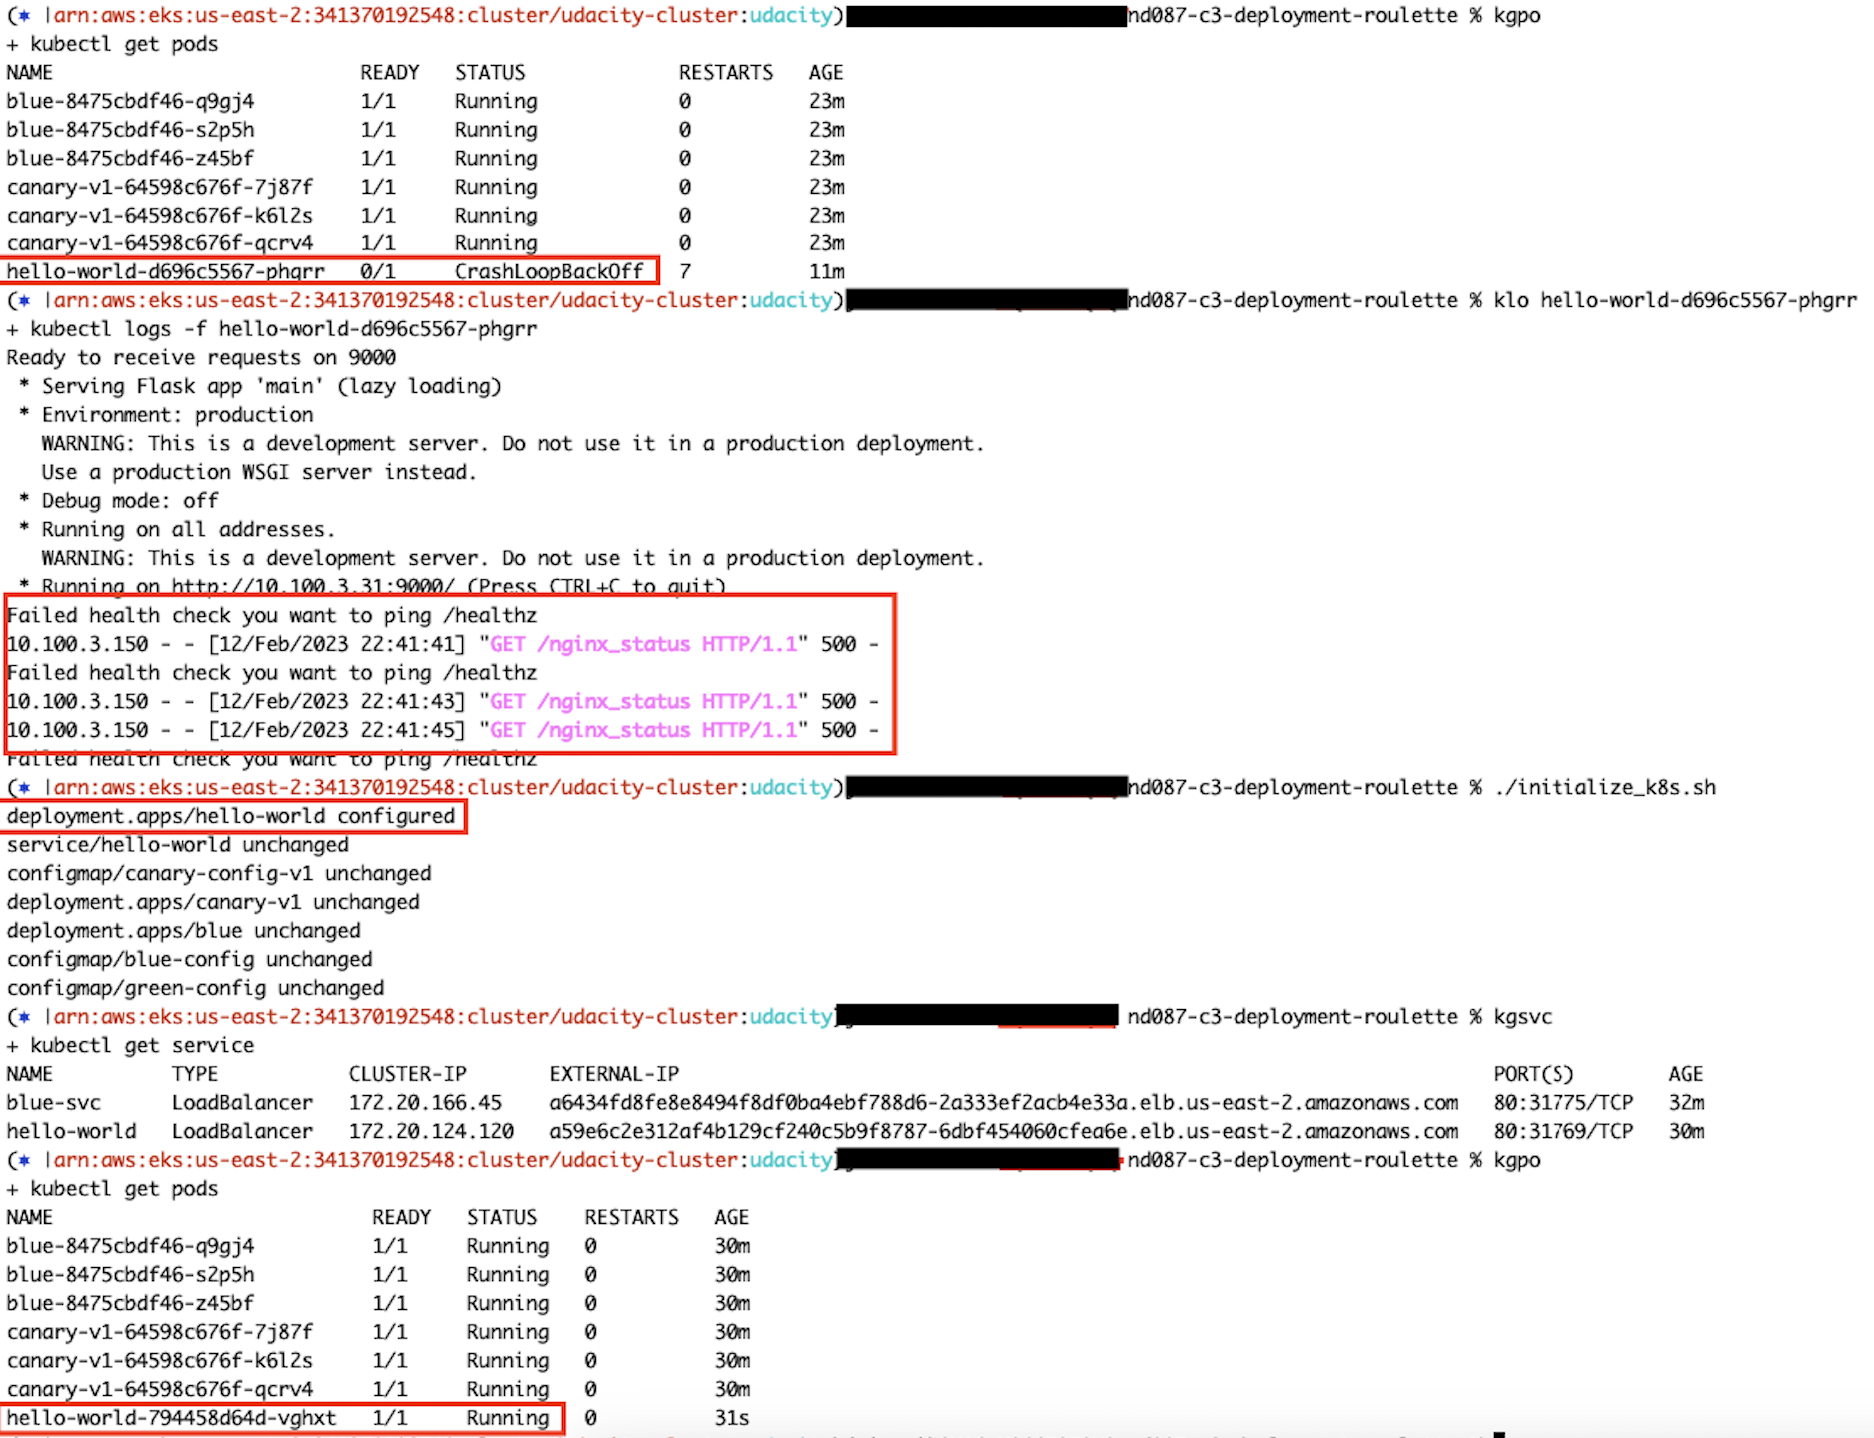 (✶ |arn:aws:eks:us-east-2:341370192548:cluster/udacity-cluster:udacity) nd087-c3-deployment-roulette % kgpo
+ kubectl get pods
NAME READY STATUS RESTARTS AGE
blue-8475cbdf46-q9gj4 1/1 Running 0 23m
blue-8475cbdf46-s2p5h 1/1 Running 0 23m
blue-8475cbdf46-z45bf 1/1 Running 0 23m
canary-v1-64598c676f-7j87f 1/1 Running 0 23m
canary-v1-64598c676f-k6l2s 1/1 Running 0 23m
canary-v1-64598c676f-qcrv4 1/1 Running 0 23m
hello-world-d696c5567-phgrr 0/1 CrashLoopBackOff 7 11m
(✶ |arn:aws:eks:us-east-2:341370192548:cluster/udacity-cluster:udacity) nd087-c3-deployment-roulette % klo hello-world-d696c5567-phgrr
+ kubectl logs -f hello-world-d696c5567-phgrr
Ready to receive requests on 9000
* Serving Flask app 'main' (lazy loading)
* Environment: production
WARNING: This is a development server. Do not use it in a production deployment.
Use a production WSGI server instead.
* Debug mode: off
* Running on all addresses.
WARNING: This is a development server. Do not use it in a production deployment.
* Running on http://10.100.3.31:9000/ (Press CTRL+C to quit)
Failed health check you want to ping /healthz
10.100.3.150 - - [12/Feb/2023 22:41:41] "GET /nginx_status HTTP/1.1" 500 -
Failed health check you want to ping /healthz
10.100.3.150 - - [12/Feb/2023 22:41:43] "GET /nginx_status HTTP/1.1" 500 -
10.100.3.150 - - [12/Feb/2023 22:41:45] "GET /nginx_status HTTP/1.1" 500 -
Failed health check you want to ping /healthz
(✶ |arn:aws:eks:us-east-2:341370192548:cluster/udacity-cluster:udacity) nd087-c3-deployment-roulette % ./initialize_k8s.sh
deployment.apps/hello-world configured
service/hello-world unchanged
configmap/canary-config-v1 unchanged
deployment.apps/canary-v1 unchanged
deployment.apps/blue unchanged
configmap/blue-config unchanged
configmap/green-config unchanged
(✶ |arn:aws:eks:us-east-2:341370192548:cluster/udacity-cluster:udacity) nd087-c3-deployment-roulette % kgsvc
+ kubectl get service
NAME TYPE CLUSTER-IP EXTERNAL-IP PORT(S) AGE
blue-svc LoadBalancer 172.20.166.45 a6434fd8fe8e8494f8df0ba4ebf788d6-2a333ef2acb4e33a.elb.us-east-2.amazonaws.com 80:31775/TCP 32m
hello-world LoadBalancer 172.20.124.120 a59e6c2e312af4b129cf240c5b9f8787-6dbf454060cfea6e.elb.us-east-2.amazonaws.com 80:31769/TCP 30m
(✶ |arn:aws:eks:us-east-2:341370192548:cluster/udacity-cluster:udacity) nd087-c3-deployment-roulette % kgpo
+ kubectl get pods
NAME READY STATUS RESTARTS AGE
blue-8475cbdf46-q9gj4 1/1 Running 0 30m
blue-8475cbdf46-s2p5h 1/1 Running 0 30m
blue-8475cbdf46-z45bf 1/1 Running 0 30m
canary-v1-64598c676f-7j87f 1/1 Running 0 30m
canary-v1-64598c676f-k6l2s 1/1 Running 0 30m
canary-v1-64598c676f-qcrv4 1/1 Running 0 30m
hello-world-794458d64d-vghxt 1/1 Running 0 31s